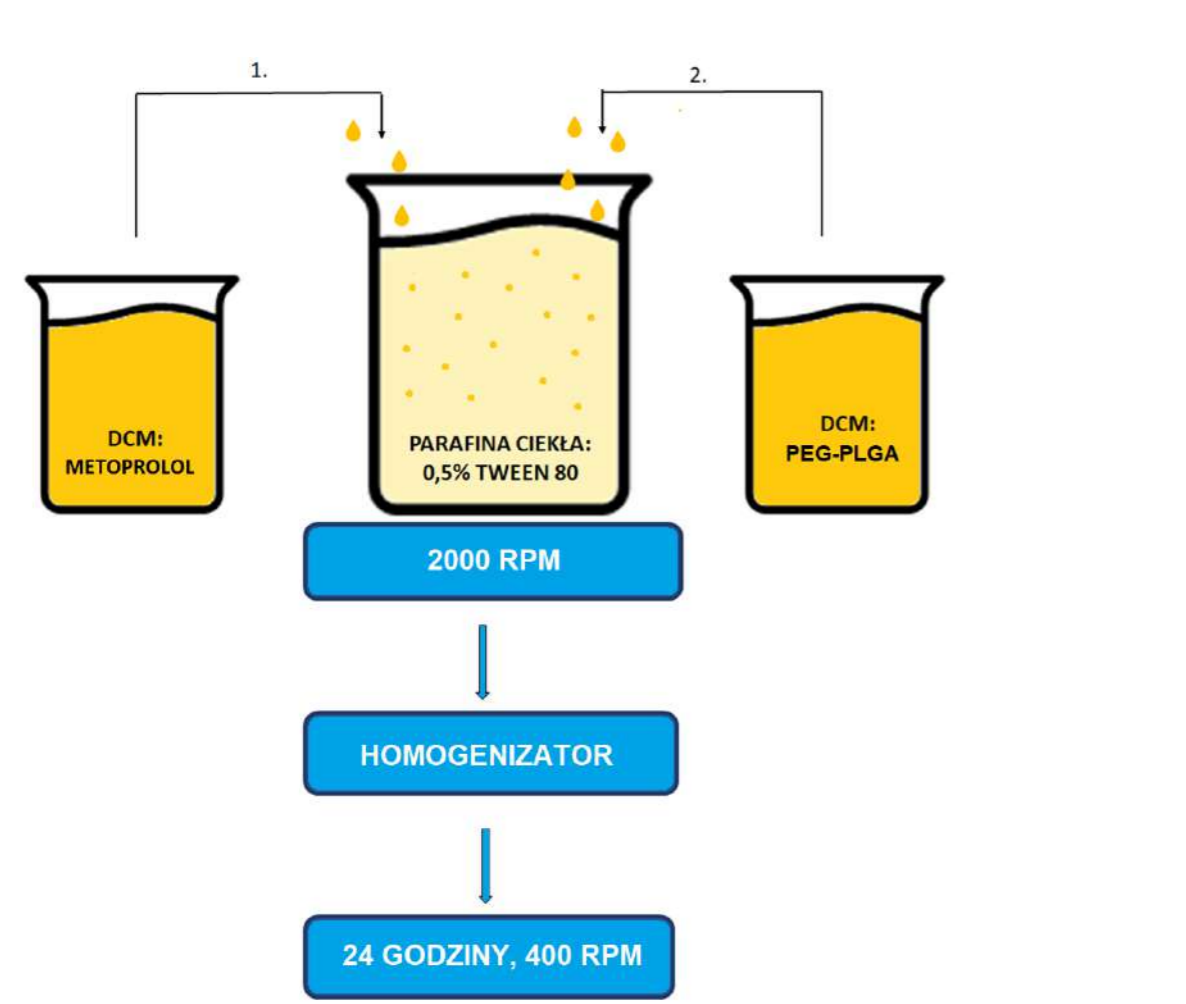 1.
2.
DCM:
METOPROLOL
PARAFINA CIEKŁA:
0,5% TWEEN 80
DCM:
PEG-PLGA
2000 RPM
HOMOGENIZATOR
24 GODZINY, 400 RPM